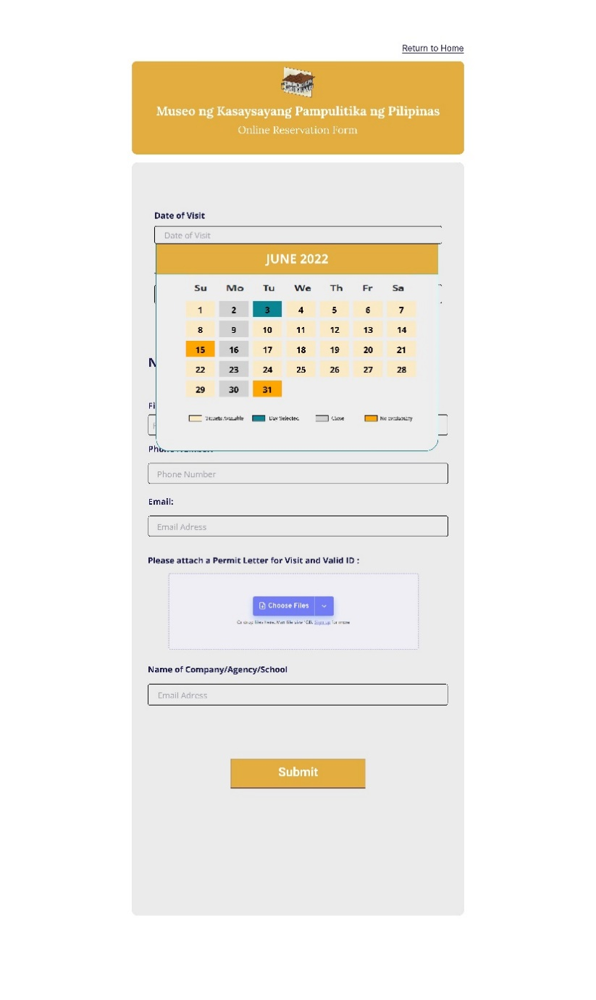 Return to Home
Museo ng Kasaysayang Pampulitika ng Pilipinas
Online Reservation Form
Date of Visit
Date of Visit
JUNE 2022
Su Mo Tu We Th Fr Sa
1 2 3 4 5 6 7
8 9 10 11 12 13 14
15 16 17 18 19 20 21
22 23 24 25 26 27 28
29 30 31
N
Fi
Tickets Available Day Selected Close No availability
Phone Number:
Phone Number
Email:
Email Adress
Please attach a Permit Letter for Visit and Valid ID :
Choose Files
Or drop files here. Max file size 1GB. Sign up for more
Name of Company/Agency/School
Email Adress
Submit